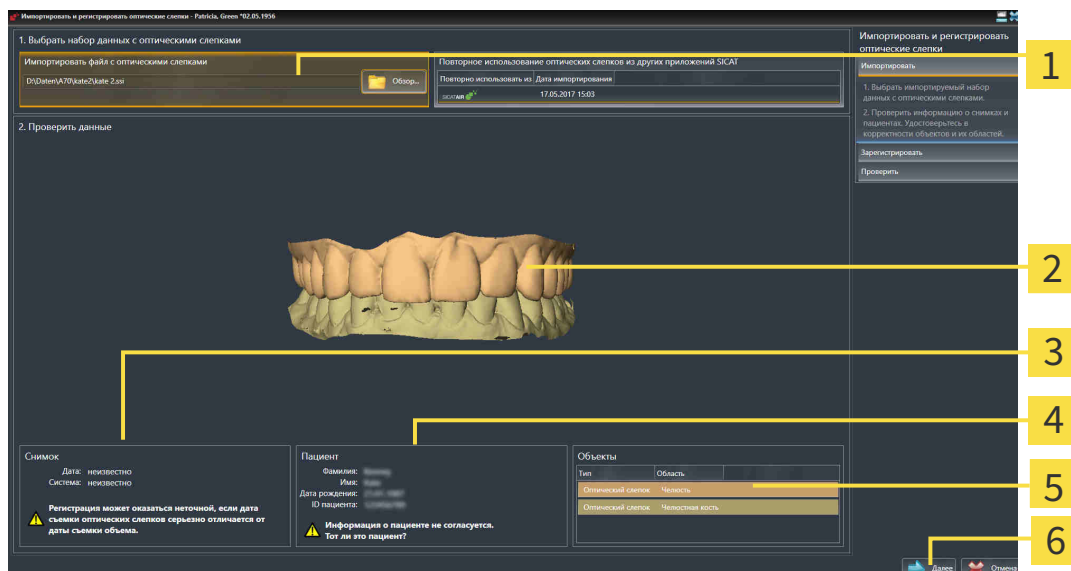 Импортировать и регистрировать оптические слепки - Patricia, Green *02.05.1956
1. Выбрать набор данных с оптическими слепками
Импортировать файл с оптическими слепками
D:\Daten\A70\kate2\kate 2.ssi
Обзор...
Повторное использование оптических слепков из других приложений SICAT
Повторно использовать из Дата импортирования
SICAT AIR 17.05.2017 15:03
2. Проверить данные
Снимок
Дата: неизвестно
Система: неизвестно
Регистрация может оказаться неточной, если дата
съемки оптических слепков серьезно отличается от
даты съемки объема.
Пациент
Фамилия:
Имя:
Дата рождения:
ID пациента:
Информация о пациенте не согласуется.
Тот ли это пациент?
Объекты
Тип Область
Оптический слепок Челюсть
Оптический слепок Челюстная кость
Импортировать и регистрировать
оптические слепки
Импортировать
1. Выбрать импортируемый набор
данных с оптическими слепками.
2. Проверить информацию о снимках и
пациентах. Удостоверьтесь в
корректности объектов и их областей.
Зарегистрировать
Проверить
Далее
Отмена
1
2
3
4
5
6